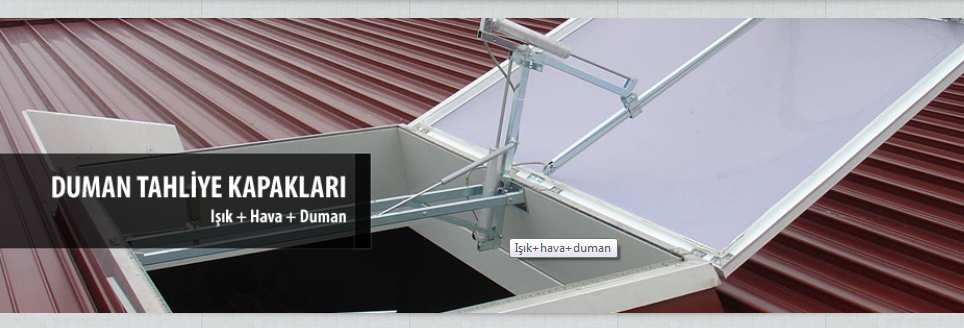 DUMAN TAHLİYE KAPAKLARI
Işık + Hava + Duman
Işık+hava+duman